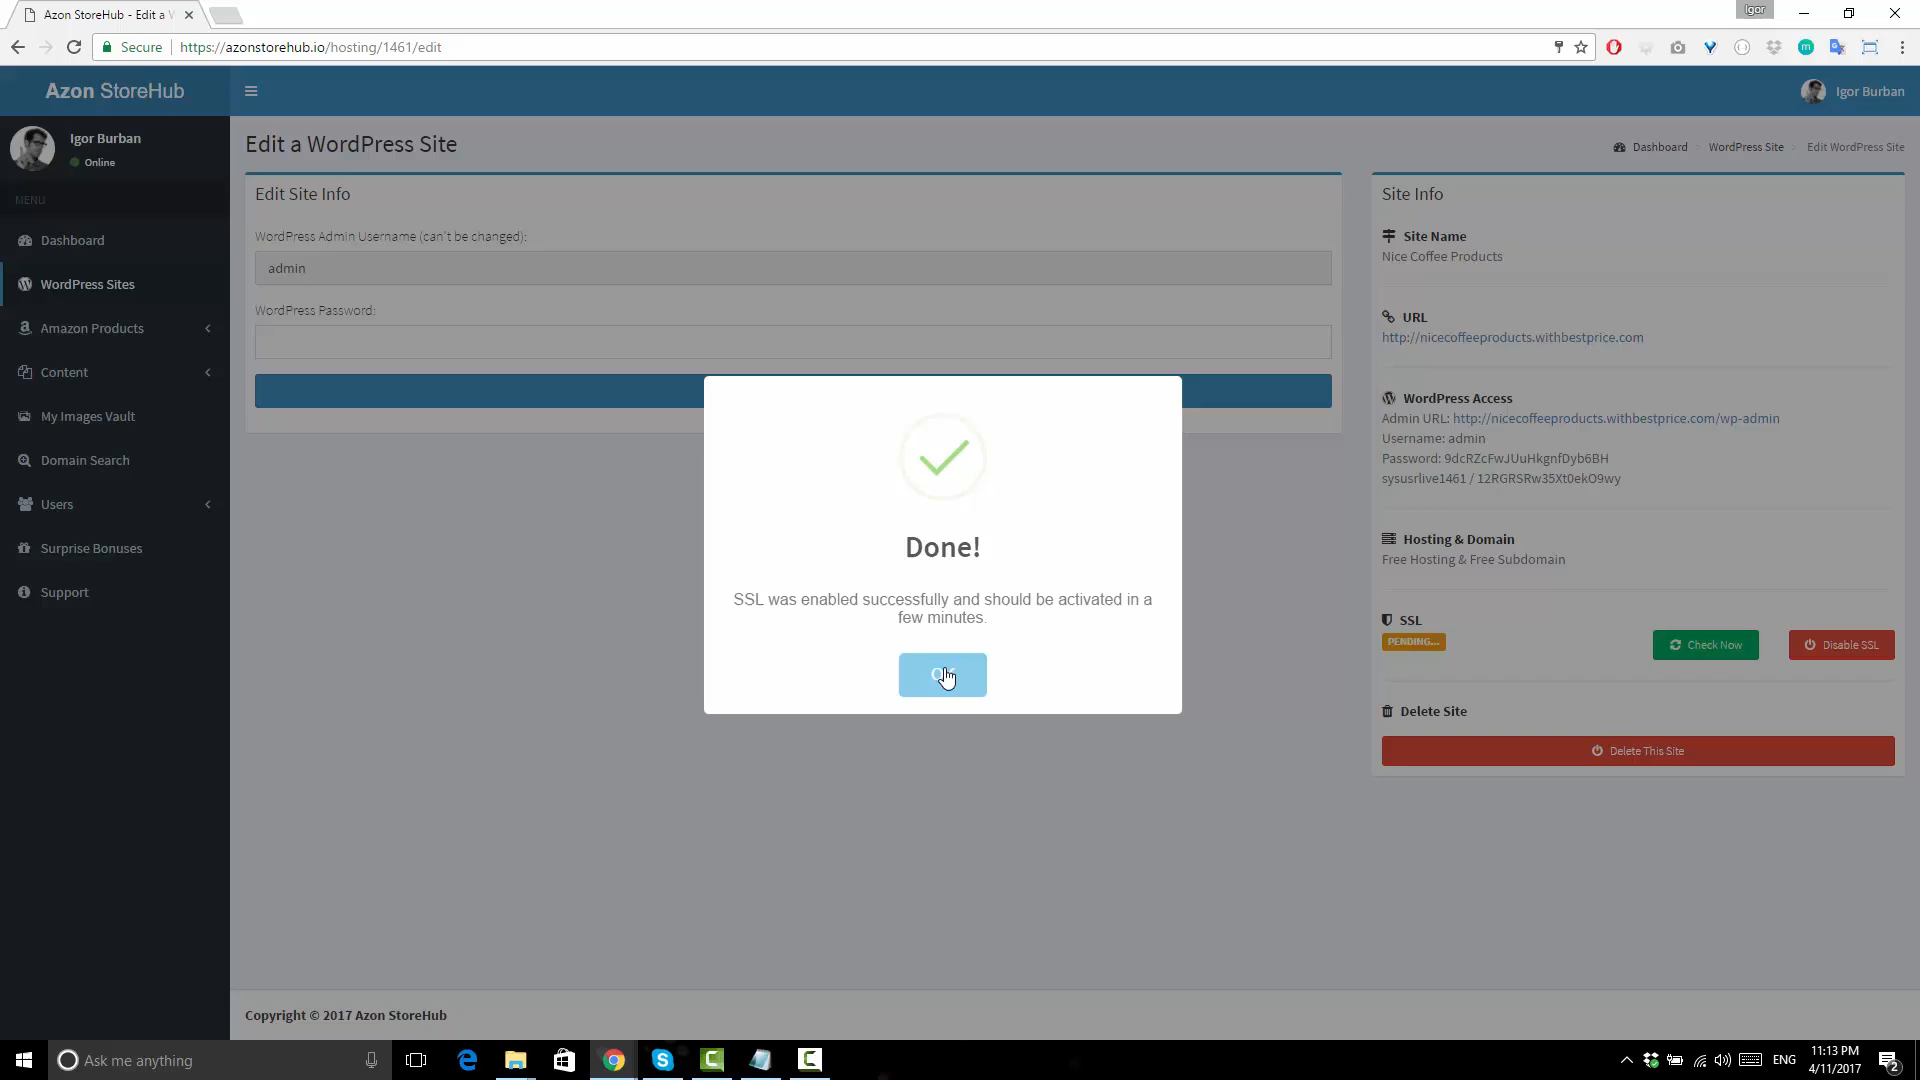 Azon StoreHub - Edit a W
Igor
Secure
https://azonstorehub.io/hosting/1461/edit
Azon StoreHub
Igor Burban
Igor Burban
Online
MENU
Dashboard
WordPress Sites
Amazon Products
Content
My Images Vault
Domain Search
Users
Surprise Bonuses
Support
Edit a WordPress Site
Dashboard
WordPress Site
Edit WordPress Site
Edit Site Info
WordPress Admin Username (can't be changed):
admin
WordPress Password:
Done!
SSL was enabled successfully and should be activated in a
few minutes.
Site Info
Site Name
Nice Coffee Products
URL
http://nicecoffeeproducts.withbestprice.com
WordPress Access
Admin URL: http://nicecoffeeproducts.withbestprice.com/wp-admin
Username: admin
Password: 9dcRZcFwJUuHkgnfDyb6BH
sysusrlive1461 / 12RGRSRw35Xt0ekO9wy
Hosting & Domain
Free Hosting & Free Subdomain
SSL
PENDING...
Check Now
Disable SSL
Delete Site
Delete This Site
Copyright © 2017 Azon StoreHub
Ask me anything
ENG
11:13 PM
4/11/2017
2